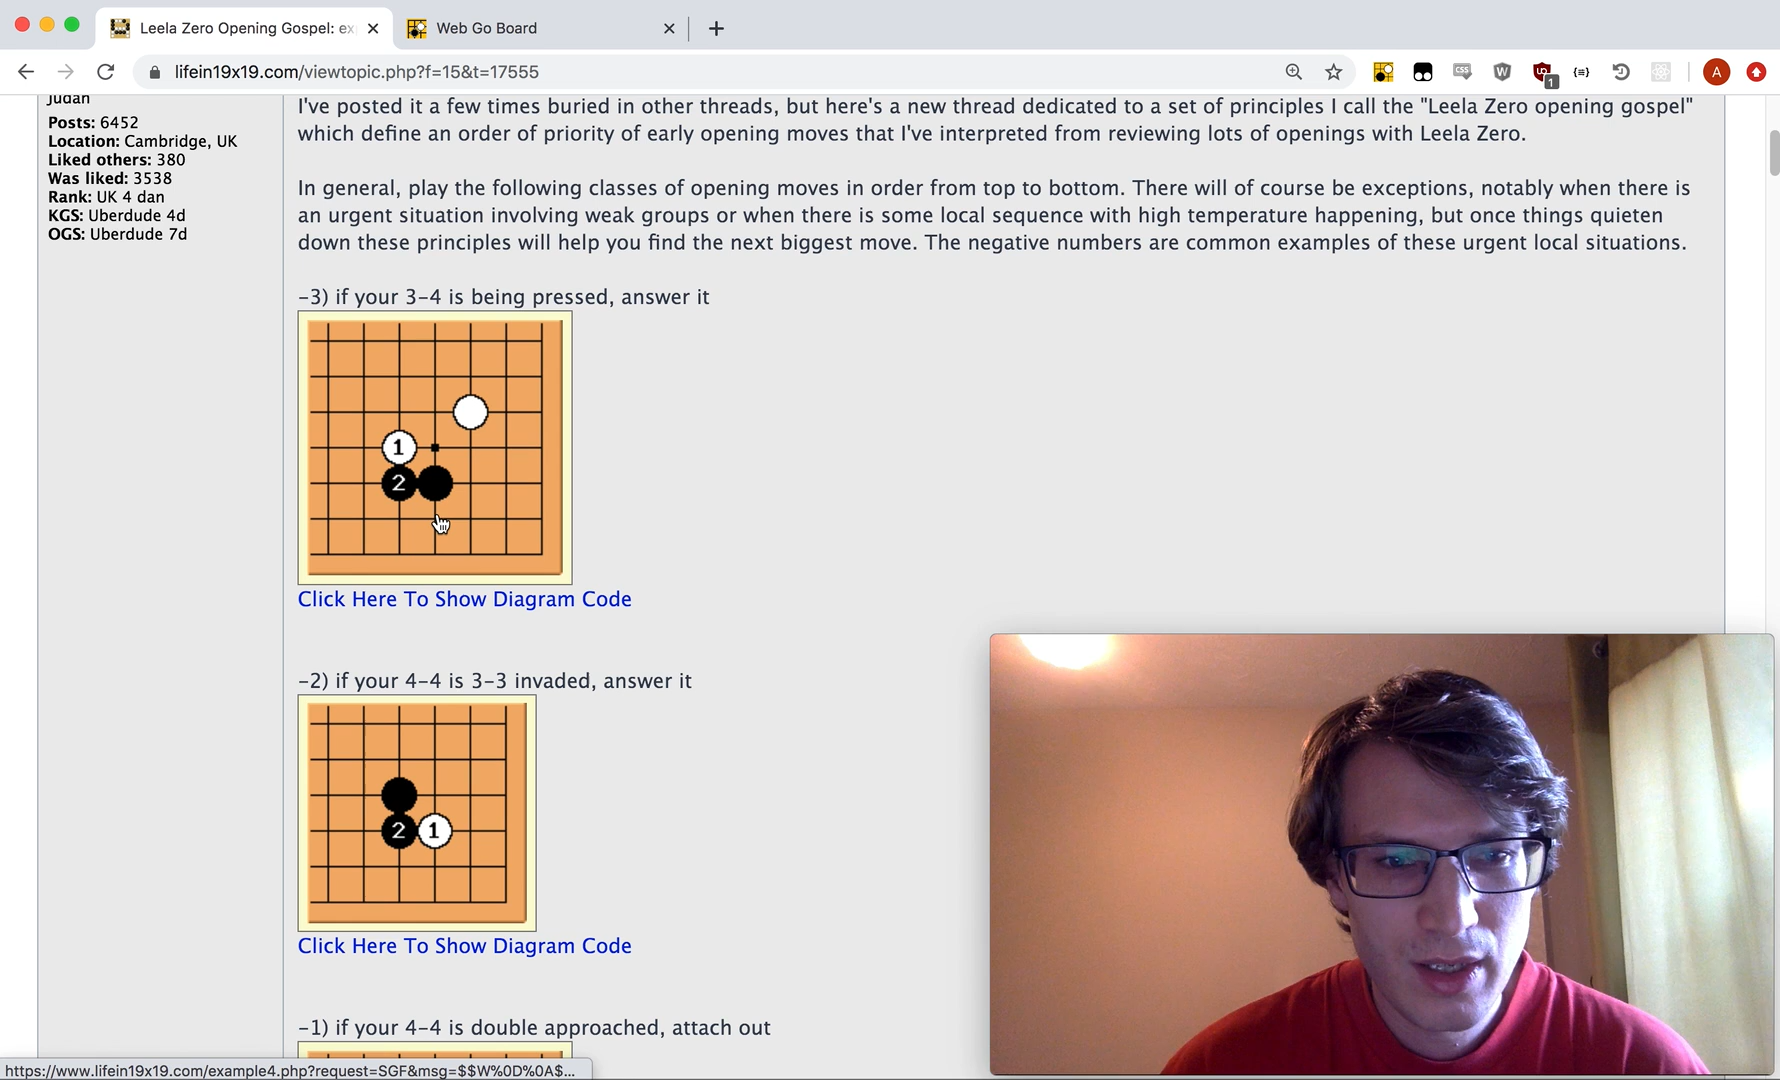 Leela Zero Opening Gospel: ex
Web Go Board
lifein19x19.com/viewtopic.php?f=15&t=17555
CSS
W
1
{≡}
A
Judan
Posts: 6452
Location: Cambridge, UK
Liked others: 380
Was liked: 3538
Rank: UK 4 dan
KGS: Uberdude 4d
OGS: Uberdude 7d
I've posted it a few times buried in other threads, but here's a new thread dedicated to a set of principles I call the "Leela Zero opening gospel"
which define an order of priority of early opening moves that I've interpreted from reviewing lots of openings with Leela Zero.
In general, play the following classes of opening moves in order from top to bottom. There will of course be exceptions, notably when there is
an urgent situation involving weak groups or when there is some local sequence with high temperature happening, but once things quieten
down these principles will help you find the next biggest move. The negative numbers are common examples of these urgent local situations.
-3) if your 3-4 is being pressed, answer it
1
2
Click Here To Show Diagram Code
-2) if your 4-4 is 3-3 invaded, answer it
2 1
Click Here To Show Diagram Code
-1) if your 4-4 is double approached, attach out
https://www.lifein19x19.com/example4.php?request=SGF&msg=$$W%0D%0A$...